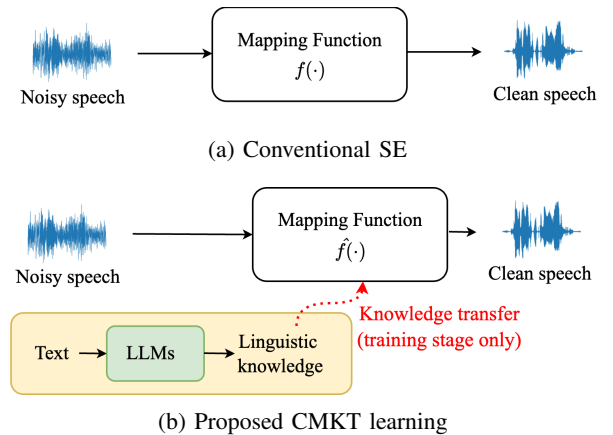 Mapping Function
f(·)
Noisy speech
Clean speech
(a) Conventional SE
Mapping Function
f̂(·)
Noisy speech
Clean speech
Knowledge transfer
(training stage only)
Text
LLMs
Linguistic
knowledge
(b) Proposed CMKT learning